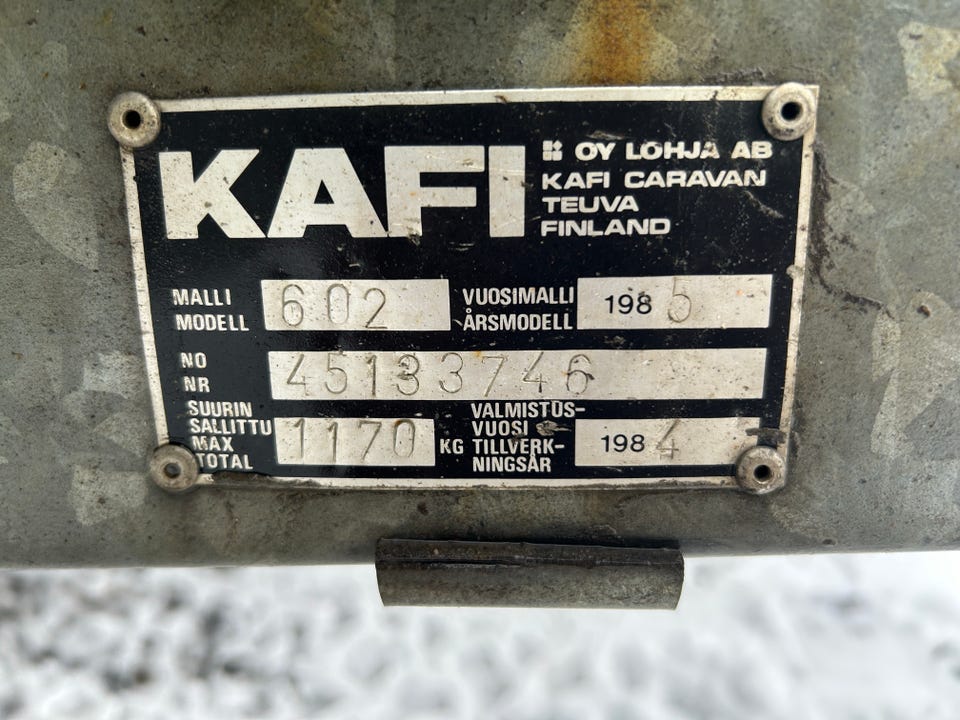 KAFI
OY LOHJA AB
KAFI CARAVAN
TEUVA
FINLAND
MALLI
MODELL
602
VUOSIMALLI
ÅRSMODELL
1985
NO
NR
45133746
SUURIN
SALLITTU
MAX
TOTAL
1170 KG
VALMISTUS-
VUOSI
TILLVERK-
NINGSÅR
1984